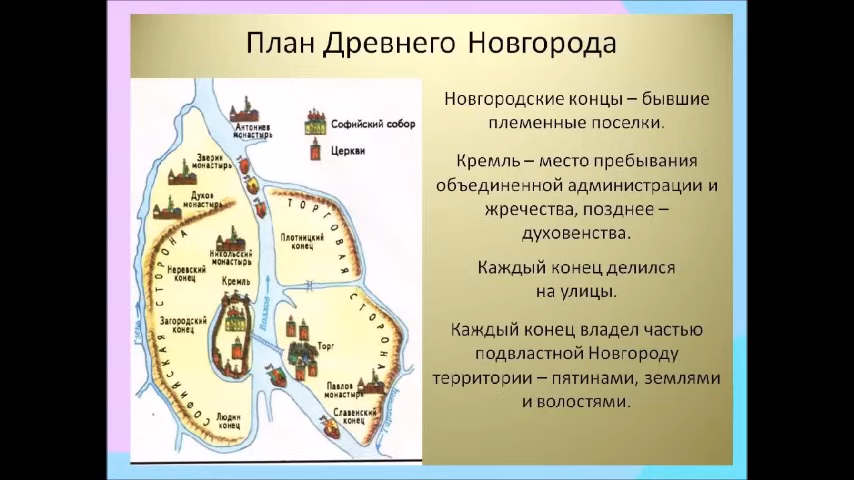 План Древнего Новгорода
Антониев
монастырь
Софийский собор
Церкви
Зверин
монастырь
Духов
монастырь
ТОРГОВАЯ
СТОРОНА
Плотницкий
конец
Никольский
монастырь
Неревский
конец
Кремль
Волхов
Загородский
конец
СОФИЙСКАЯ СТОРОНА
Торг
Павлов
монастырь
Славенский
конец
Людин
конец
Новгородские концы – бывшие
племенные поселки.
Кремль – место пребывания
объединенной администрации и
жречества, позднее –
духовенства.
Каждый конец делился
на улицы.
Каждый конец владел частью
подвластной Новгороду
территории – пятинами, землями
и волостями.